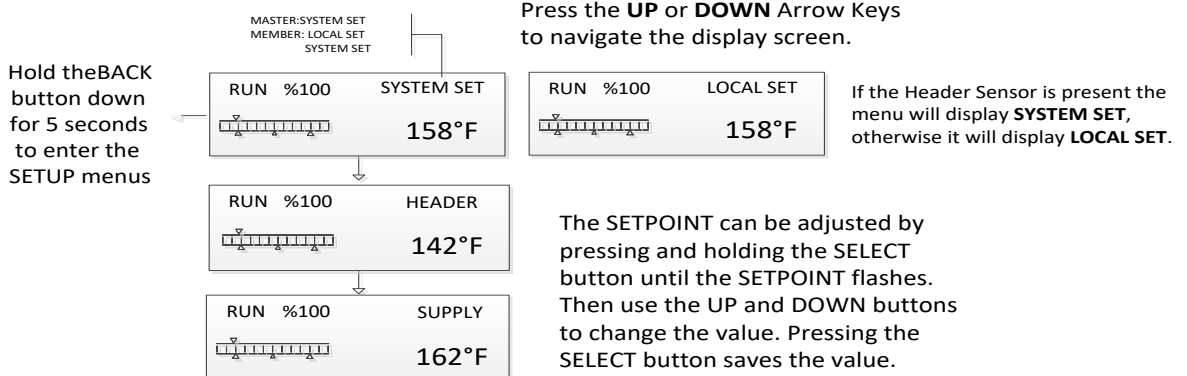 MASTER:SYSTEM SET
MEMBER: LOCAL SET
SYSTEM SET
Press the UP or DOWN Arrow Keys
to navigate the display screen.
Hold theBACK
button down
for 5 seconds
to enter the
SETUP menus
RUN %100 SYSTEM SET
158°F
RUN %100 LOCAL SET
158°F
If the Header Sensor is present the
menu will display SYSTEM SET,
otherwise it will display LOCAL SET.
RUN %100 HEADER
142°F
The SETPOINT can be adjusted by
pressing and holding the SELECT
button until the SETPOINT flashes.
Then use the UP and DOWN buttons
to change the value. Pressing the
SELECT button saves the value.
RUN %100 SUPPLY
162°F